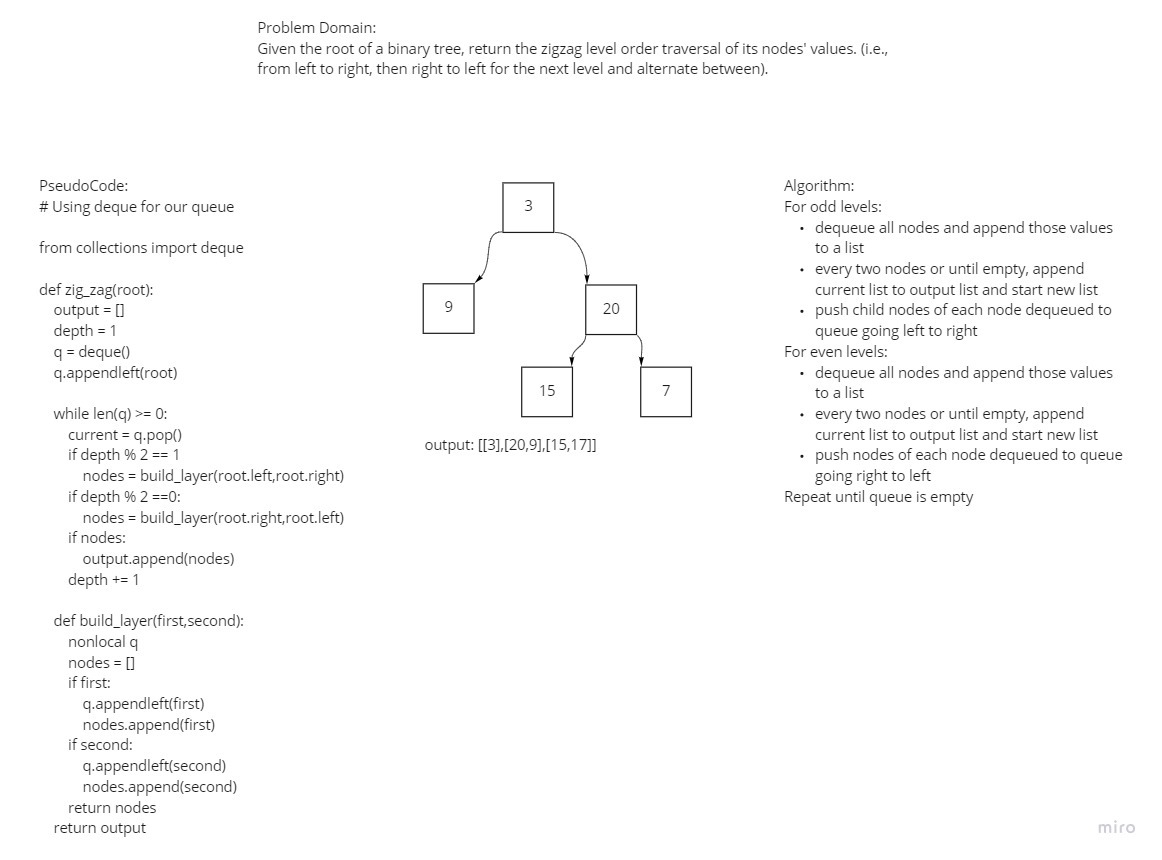 Problem Domain:
Given the root of a binary tree, return the zigzag level order traversal of its nodes' values. (i.e.,
from left to right, then right to left for the next level and alternate between).
PseudoCode:
# Using deque for our queue
from collections import deque
def zig_zag(root):
output = []
depth = 1
q = deque()
q.appendleft(root)
while len(q) >= 0:
current = q.pop()
if depth % 2 == 1
nodes = build_layer(root.left,root.right)
if depth % 2 ==0:
nodes = build_layer(root.right,root.left)
if nodes:
output.append(nodes)
depth += 1
def build_layer(first,second):
nonlocal q
nodes = []
if first:
q.appendleft(first)
nodes.append(first)
if second:
q.appendleft(second)
nodes.append(second)
return nodes
return output
3
9
20
15
7
output: [[3],[20,9],[15,17]]
Algorithm:
For odd levels:
• dequeue all nodes and append those values
to a list
• every two nodes or until empty, append
current list to output list and start new list
• push child nodes of each node dequeued to
queue going left to right
For even levels:
• dequeue all nodes and append those values
to a list
• every two nodes or until empty, append
current list to output list and start new list
• push nodes of each node dequeued to queue
going right to left
Repeat until queue is empty
miro